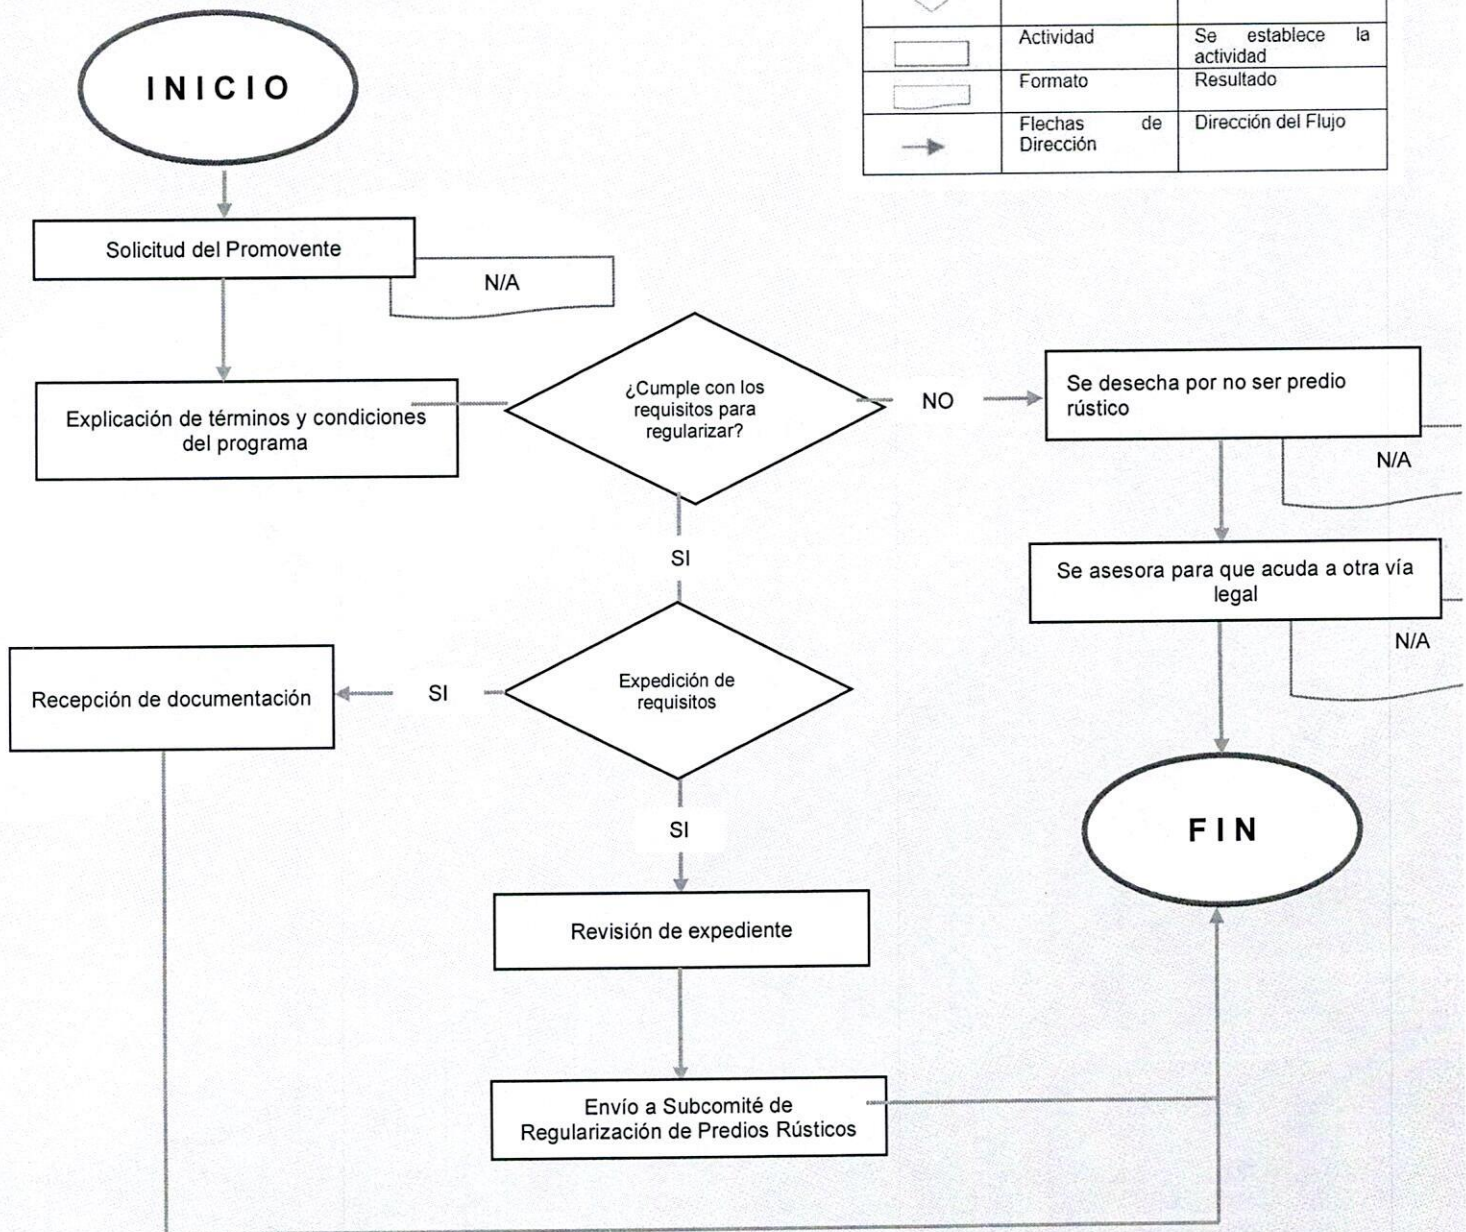 Actividad
Se establece la
actividad
Formato
Resultado
Flechas de
Dirección
Dirección del Flujo
INICIO
Solicitud del Promovente
N/A
Explicación de términos y condiciones
del programa
¿Cumple con los
requisitos para
regularizar?
NO
Se desecha por no ser predio
rústico
N/A
SI
Se asesora para que acuda a otra vía
legal
N/A
Recepción de documentación
SI
Expedición de
requisitos
SI
FIN
Revisión de expediente
Envío a Subcomité de
Regularización de Predios Rústicos